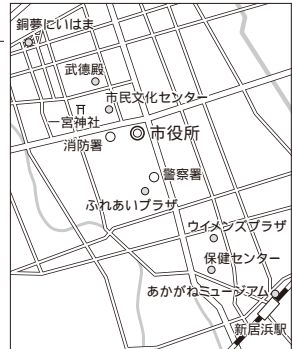 銅夢にいはま
武徳殿
市民文化センター
一宮神社
市役所
消防署
警察署
ふれあいプラザ
ウイメンズプラザ
保健センター
あかがねミュージアム
新居浜駅